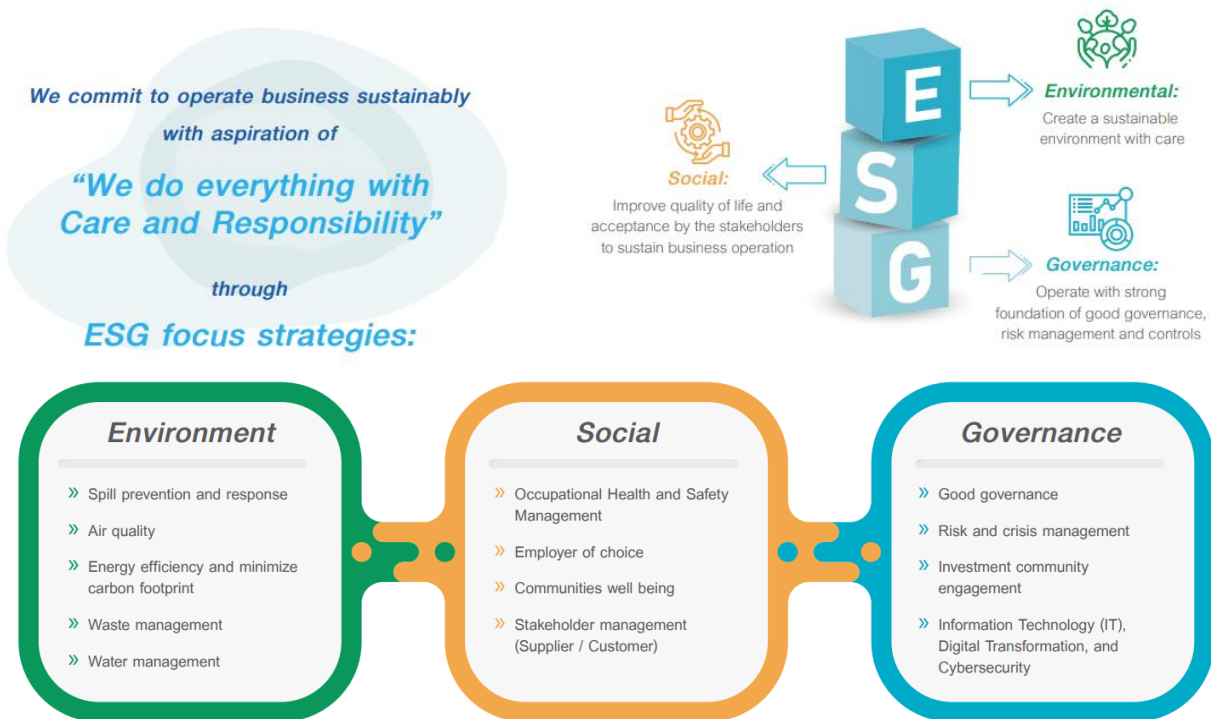 We commit to operate business sustainably
with aspiration of
“We do everything with
Care and Responsibility”
through
ESG focus strategies:
E
S
G
Environmental:
Create a sustainable
environment with care
Social:
Improve quality of life and
acceptance by the stakeholders
to sustain business operation
Governance:
Operate with strong
foundation of good governance,
risk management and controls
Environment
» Spill prevention and response
» Air quality
» Energy efficiency and minimize
carbon footprint
» Waste management
» Water management
Social
» Occupational Health and Safety
Management
» Employer of choice
» Communities well being
» Stakeholder management
(Supplier / Customer)
Governance
» Good governance
» Risk and crisis management
» Investment community
engagement
» Information Technology (IT),
Digital Transformation, and
Cybersecurity